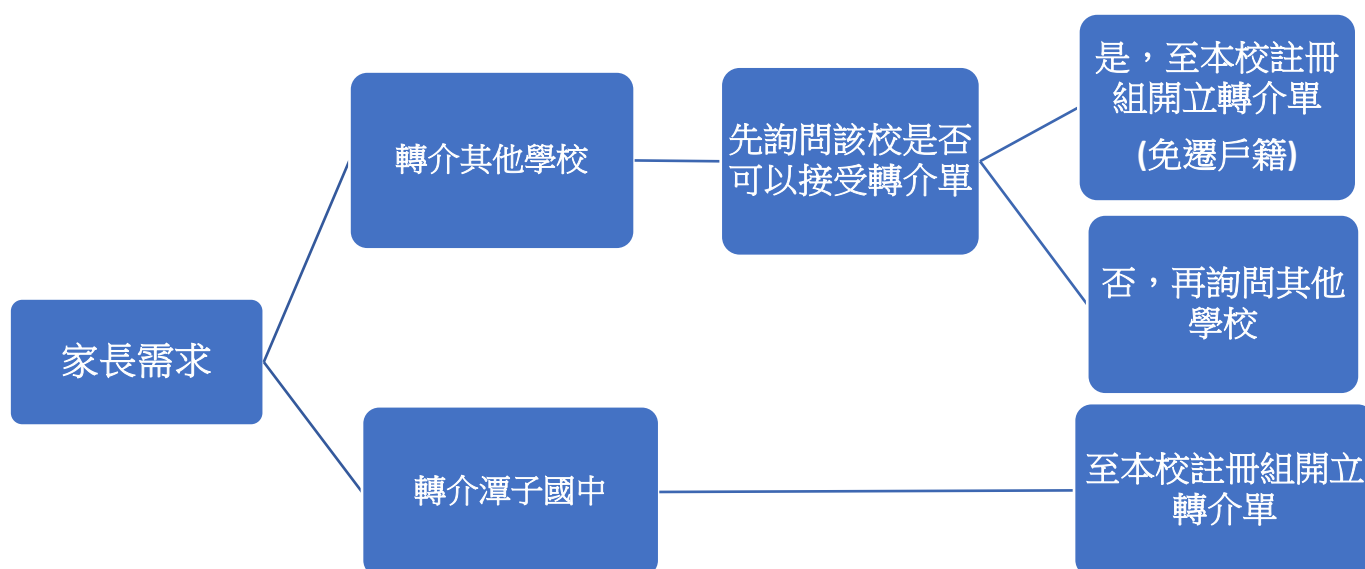 家長需求
轉介其他學校
先詢問該校是否
可以接受轉介單
是，至本校註冊
組開立轉介單
(免遷戶籍)
否，再詢問其他
學校
轉介潭子國中
至本校註冊組開立
轉介單